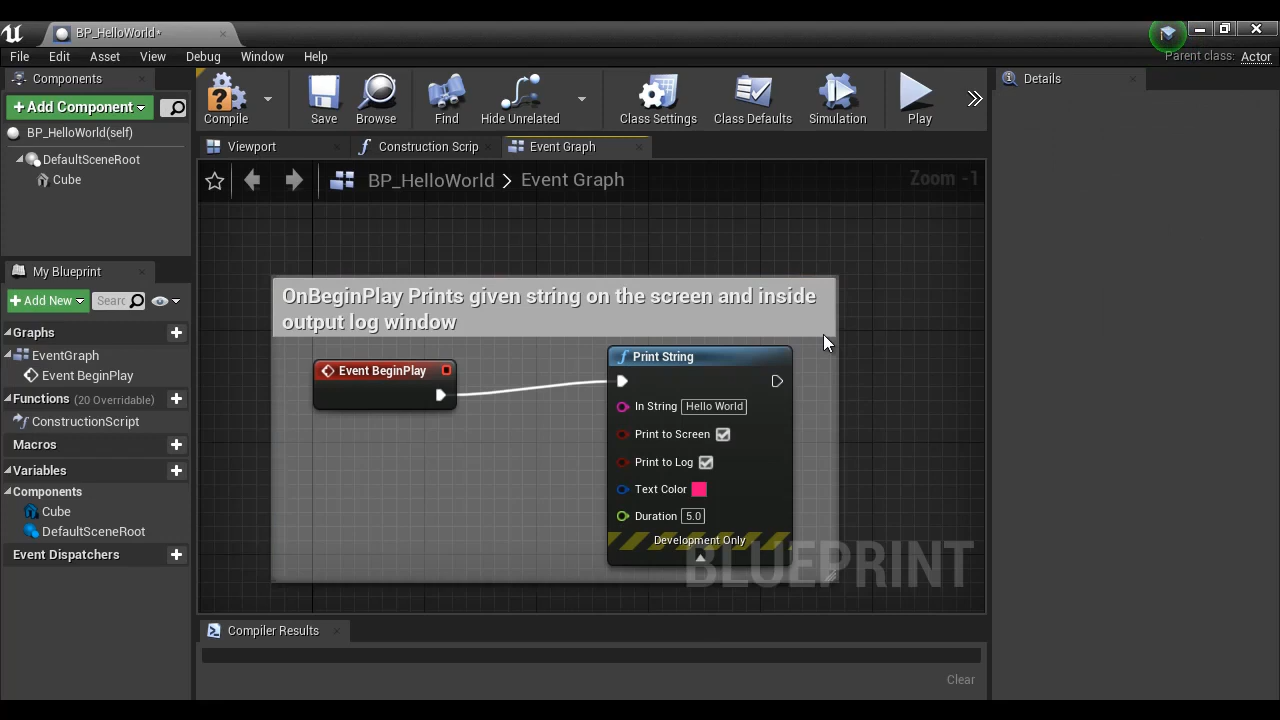 BP_HelloWorld*
File Edit Asset View Debug Window Help
Parent class: Actor
Components
+Add Component
BP_HelloWorld(self)
DefaultSceneRoot
Cube
My Blueprint
+Add New
Searc
Graphs
EventGraph
Event BeginPlay
Functions (20 Overridable)
ConstructionScript
Macros
Variables
Components
Cube
DefaultSceneRoot
Event Dispatchers
Compile Save Browse Find Hide Unrelated Class Settings Class Defaults Simulation Play
Viewport Construction Scrip Event Graph
BP_HelloWorld > Event Graph
Zoom -1
OnBeginPlay Prints given string on the screen and inside
output log window
Event BeginPlay
Print String
In String Hello World
Print to Screen
Print to Log
Text Color
Duration 5.0
Development Only
BLUEPRINT
Compiler Results
Clear
Details